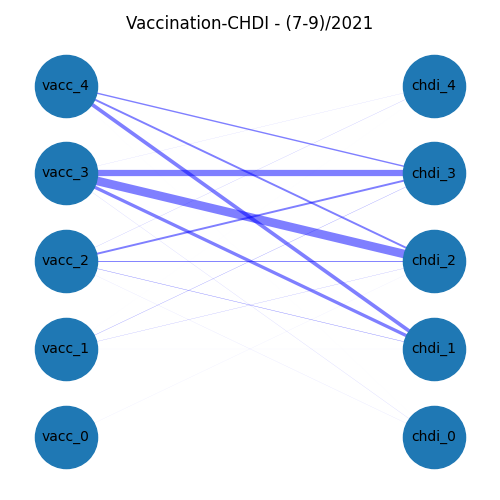 Vaccination-CHDI - (7-9)/2021
vacc_4 chdi_4
vacc_3 chdi_3
vacc_2 chdi_2
vacc_1 chdi_1
vacc_0 chdi_0